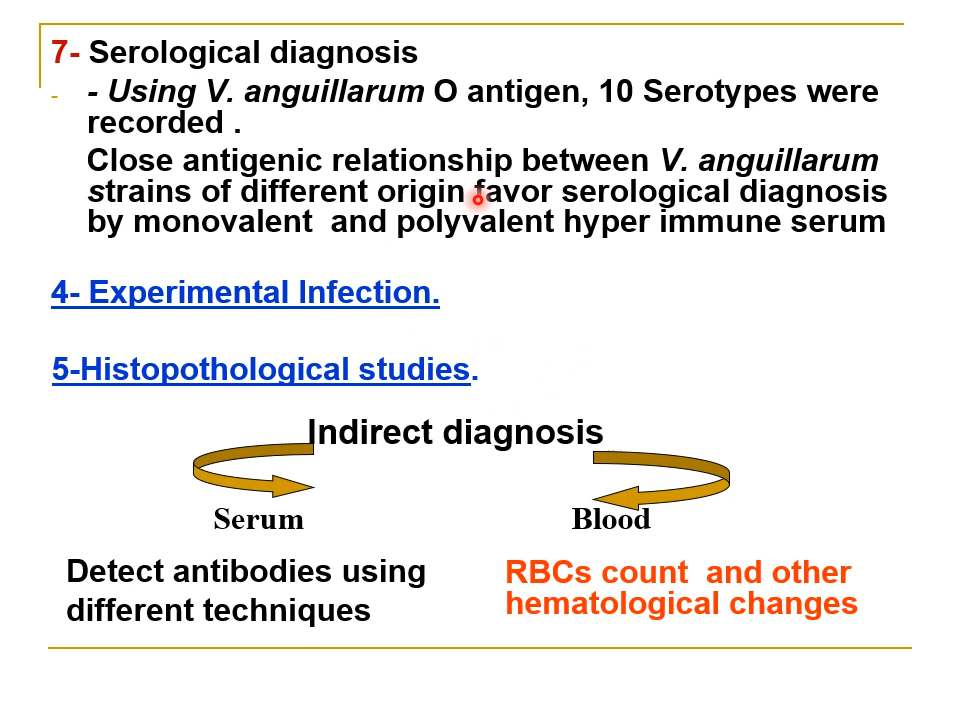 7- Serological diagnosis
- - Using V. anguillarum O antigen, 10 Serotypes were
recorded .
Close antigenic relationship between V. anguillarum
strains of different origin favor serological diagnosis
by monovalent and polyvalent hyper immune serum
4- Experimental Infection.
5-Histopothological studies.
Indirect diagnosis
Serum
Blood
Detect antibodies using
different techniques
RBCs count and other
hematological changes